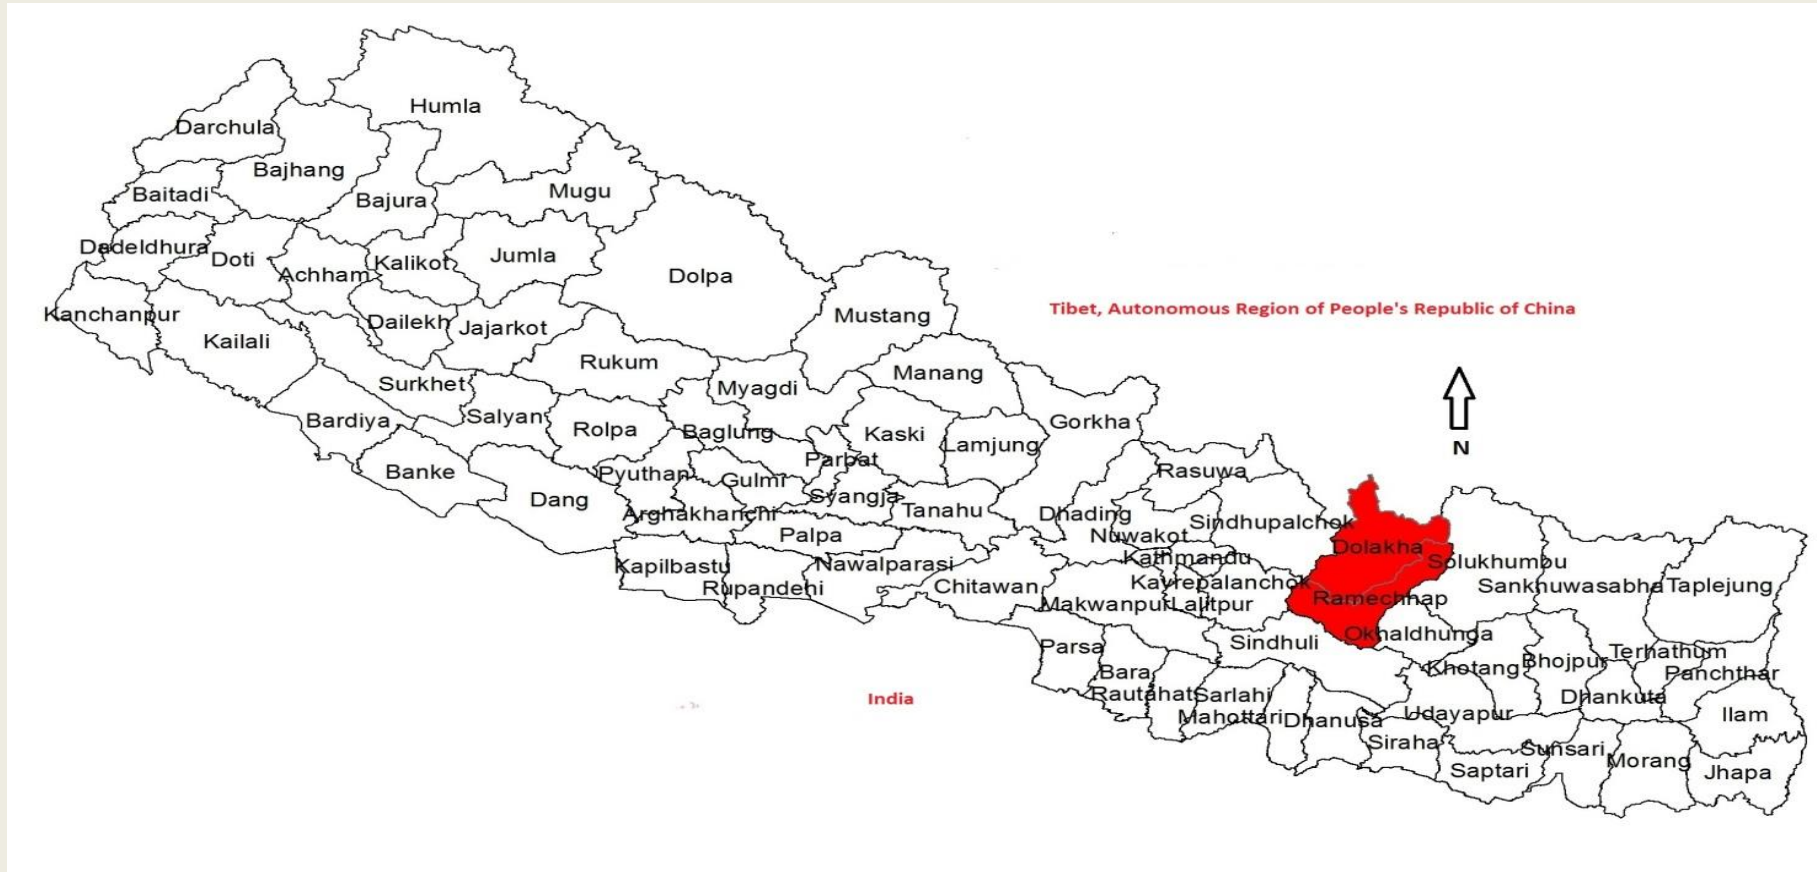 Humla
Darchula
Bajhang
Baitadi
Bajura
Mugu
Dadeldhura
Doti
Achham
Kalikot
Jumla
Dolpa
Kanchanpur
Kailali
Dailekh
Jajarkot
Mustang
Tibet, Autonomous Region of People's Republic of China
Rukum
Surkhet
Myagdi
Manang
Bardiya
Salyan
Rolpa
Baglung
Kaski
Lamjung
Gorkha
N
Banke
Pyuthan
Gulmi
Parbat
Syangja
Rasuwa
Dang
Arghakhanchi
Palpa
Tanahu
Dhading
Nuwakot
Sindhupalchok
Kapilbastu
Rupandehi
Nawalparasi
Chitawan
Kathmandu
Kavrepalanchok
Dolakha
Solukhumbu
Sankhuwasabha
Taplejung
Makwanpur
Lalitpur
Ramechhap
Parsa
Sindhuli
Okhaldhunga
Bara
Khotang
Bhojpur
Terhathum
Panchthar
India
Rautahat
Sarlahi
Dhankuta
Mahottari
Dhanusa
Udayapur
Ilam
Siraha
Sunsari
Saptari
Morang
Jhapa